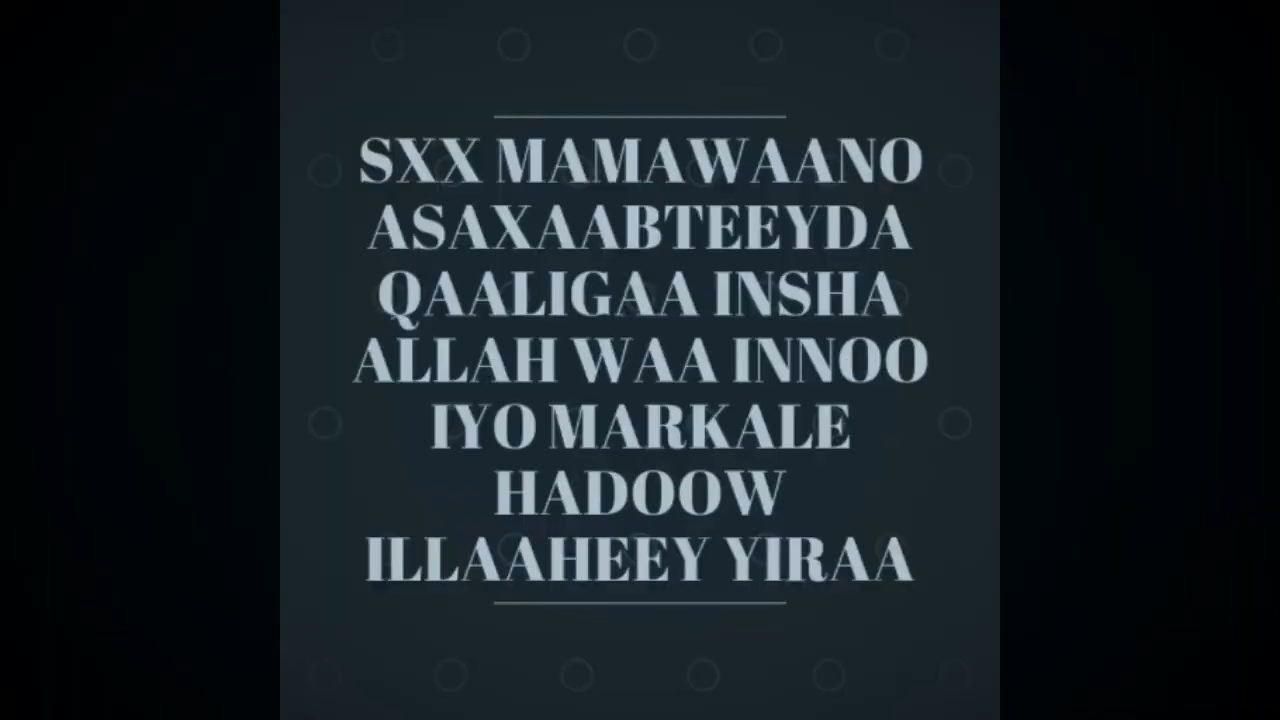 SXX MAMAWAANO
ASAXAABTEEYDA
QAALIGAA INSHA
ALLAH WAA INNOO
IYO MARKALE
HADOOW
ILLAAHEEY YIRAA